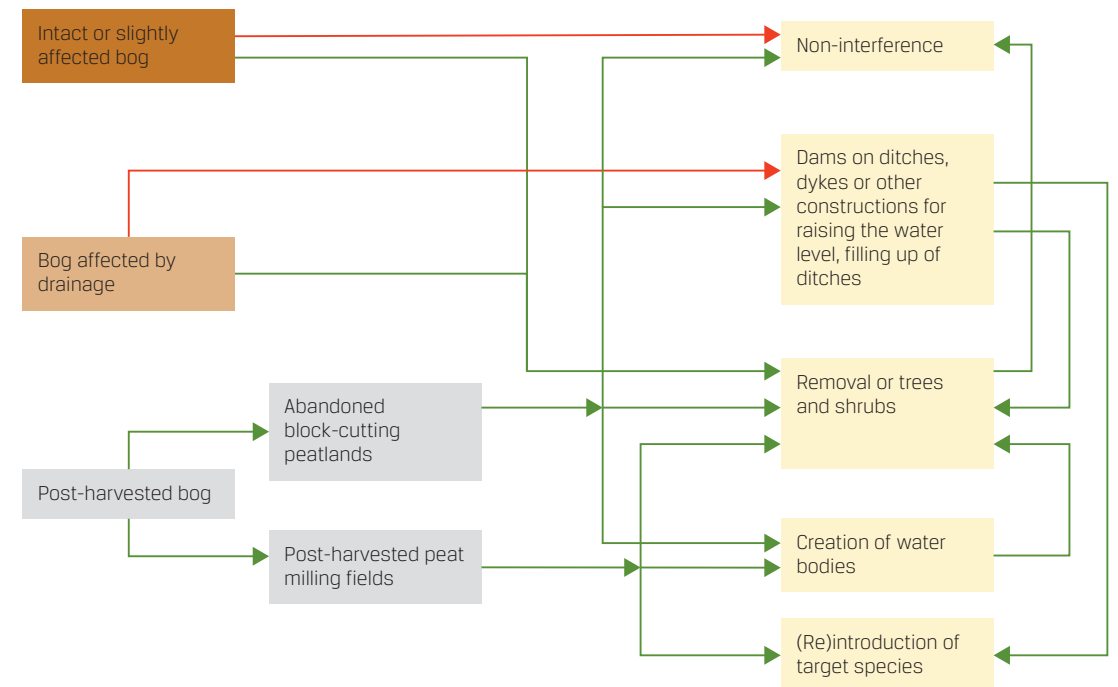 Intact or slightly
affected bog
Non-interference
Dams on ditches,
dykes or other
constructions for
raising the water
level, filling up of
ditches
Bog affected by
drainage
Removal or trees
and shrubs
Abandoned
block-cutting
peatlands
Post-harvested bog
Post-harvested peat
milling fields
Creation of water
bodies
(Re)introduction of
target species